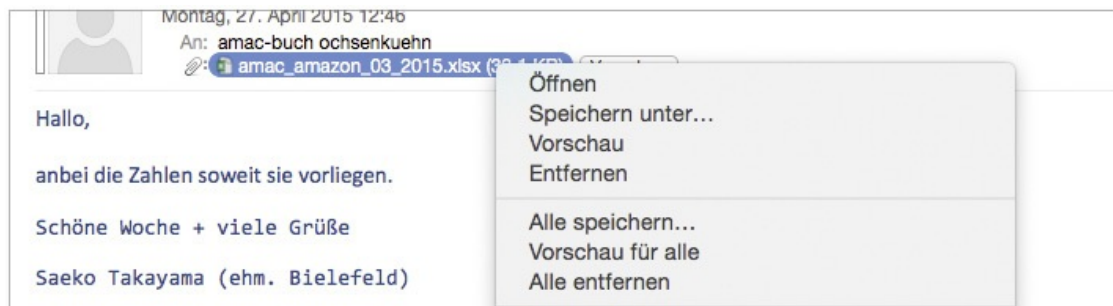 Montag, 27. April 2015 12:46
An: amac-buch ochsenkuehn
amac_amazon_03_2015.xlsx
Hallo,
anbei die Zahlen soweit sie vorliegen.
Schöne Woche + viele Grüße
Saeko Takayama (ehm. Bielefeld)
Öffnen
Speichern unter…
Vorschau
Entfernen
Alle speichern…
Vorschau für alle
Alle entfernen